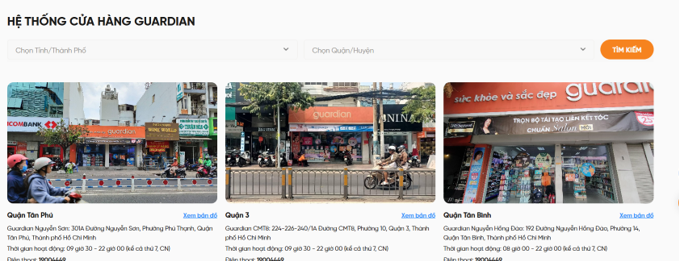 HỆ THỐNG CỬA HÀNG GUARDIAN
Chọn Tỉnh/Thành Phố
Chọn Quận/Huyện
TÌM KIẾM
COMBANK
guardian
guardian
NINA
sức khỏe và sắc đẹp
guardian
TRỌN BỘ TÁI TẠO LIÊN KẾT TÓC
CHUẨN Salon
Quận Tân Phú
Xem bản đồ
Guardian Nguyễn Sơn: 301A Đường Nguyễn Sơn, Phường Phú Thạnh, Quận
Tân Phú, Thành phố Hồ Chí Minh
Thời gian hoạt động: 09 giờ 30 - 22 giờ 00 (kể cả thứ 7, CN)
Điện thoại: 19004449
Quận 3
Xem bản đồ
Guardian CMT8: 224-226-240/1A Đường CMT8, Phường 10, Quận 3, Thành
phố Hồ Chí Minh
Thời gian hoạt động: 09 giờ 30 - 22 giờ 00 (kể cả thứ 7, CN)
Điện thoại: 19004449
Quận Tân Bình
Xem bản đồ
Guardian Nguyễn Hồng Đào: 192 Đường Nguyễn Hồng Đào, Phường 14,
Quận Tân Bình, Thành phố Hồ Chí Minh
Thời gian hoạt động: 08 giờ 00 - 22 giờ 00 (kể cả thứ 7, CN)
Điện thoại: 19004449